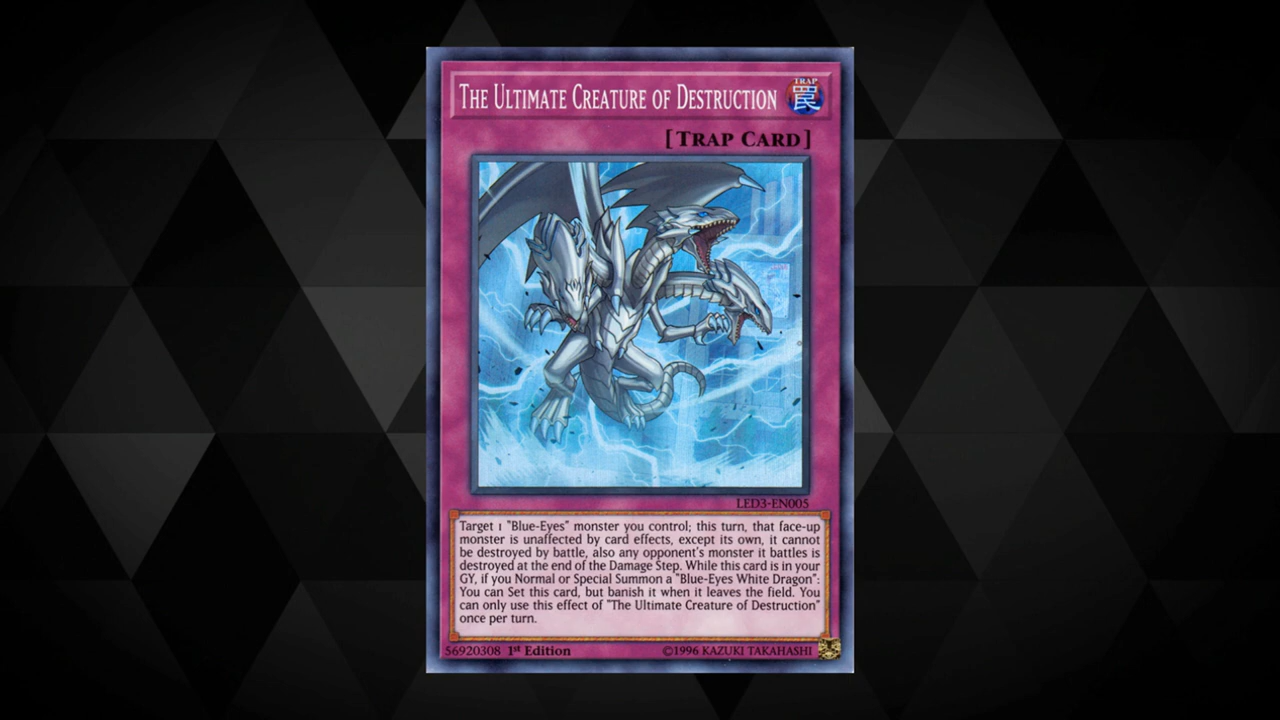 THE ULTIMATE CREATURE OF DESTRUCTION
TRAP
罠
[TRAP CARD]
LED3-EN005
Target 1 "Blue-Eyes" monster you control; this turn, that face-up
monster is unaffected by card effects, except its own, it cannot
be destroyed by battle, also any opponent's monster it battles is
destroyed at the end of the Damage Step. While this card is in your
GY, if you Normal or Special Summon a "Blue-Eyes White Dragon":
You can Set this card, but banish it when it leaves the field. You
can only use this effect of "The Ultimate Creature of Destruction"
once per turn.
56920308 1st Edition
©1996 KAZUKI TAKAHASHI